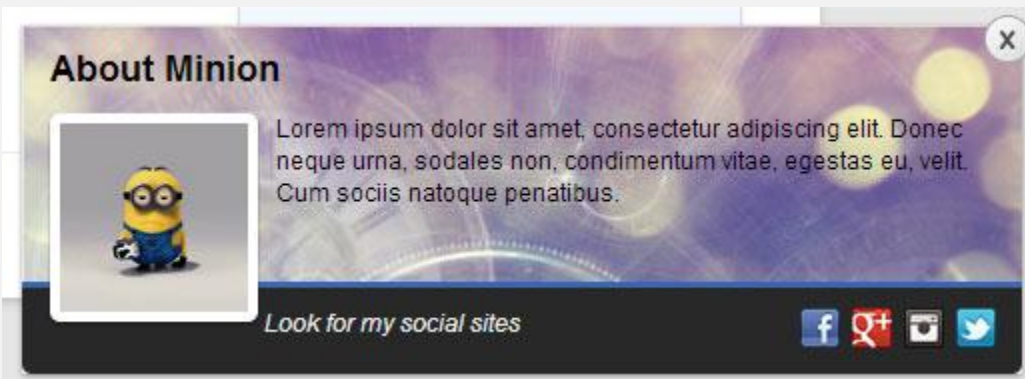 X
About Minion
Lorem ipsum dolor sit amet, consectetur adipiscing elit. Donec
neque urna, sodales non, condimentum vitae, egestas eu, velit.
Cum sociis natoque penatibus.
Look for my social sites
f g+